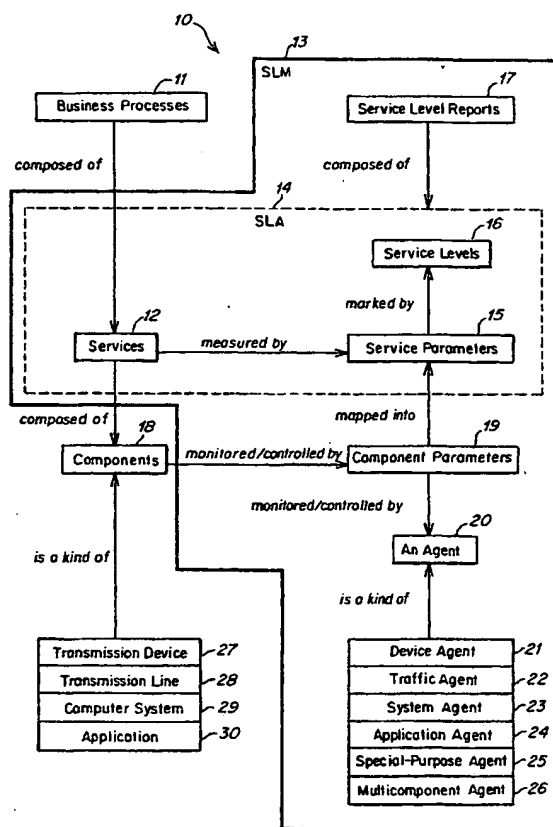 10
13
SLM
11
Business Processes
17
Service Level Reports
composed of
composed of
14
SLA
16
Service Levels
marked by
12
Services
measured by
15
Service Parameters
composed of
mapped into
18
Components
monitored/controlled by
19
Component Parameters
monitored/controlled by
20
An Agent
is a kind of
is a kind of
Transmission Device 27
Transmission Line 28
Computer System 29
Application 30
Device Agent 21
Traffic Agent 22
System Agent 23
Application Agent 24
Special-Purpose Agent 25
Multicomponent Agent 26